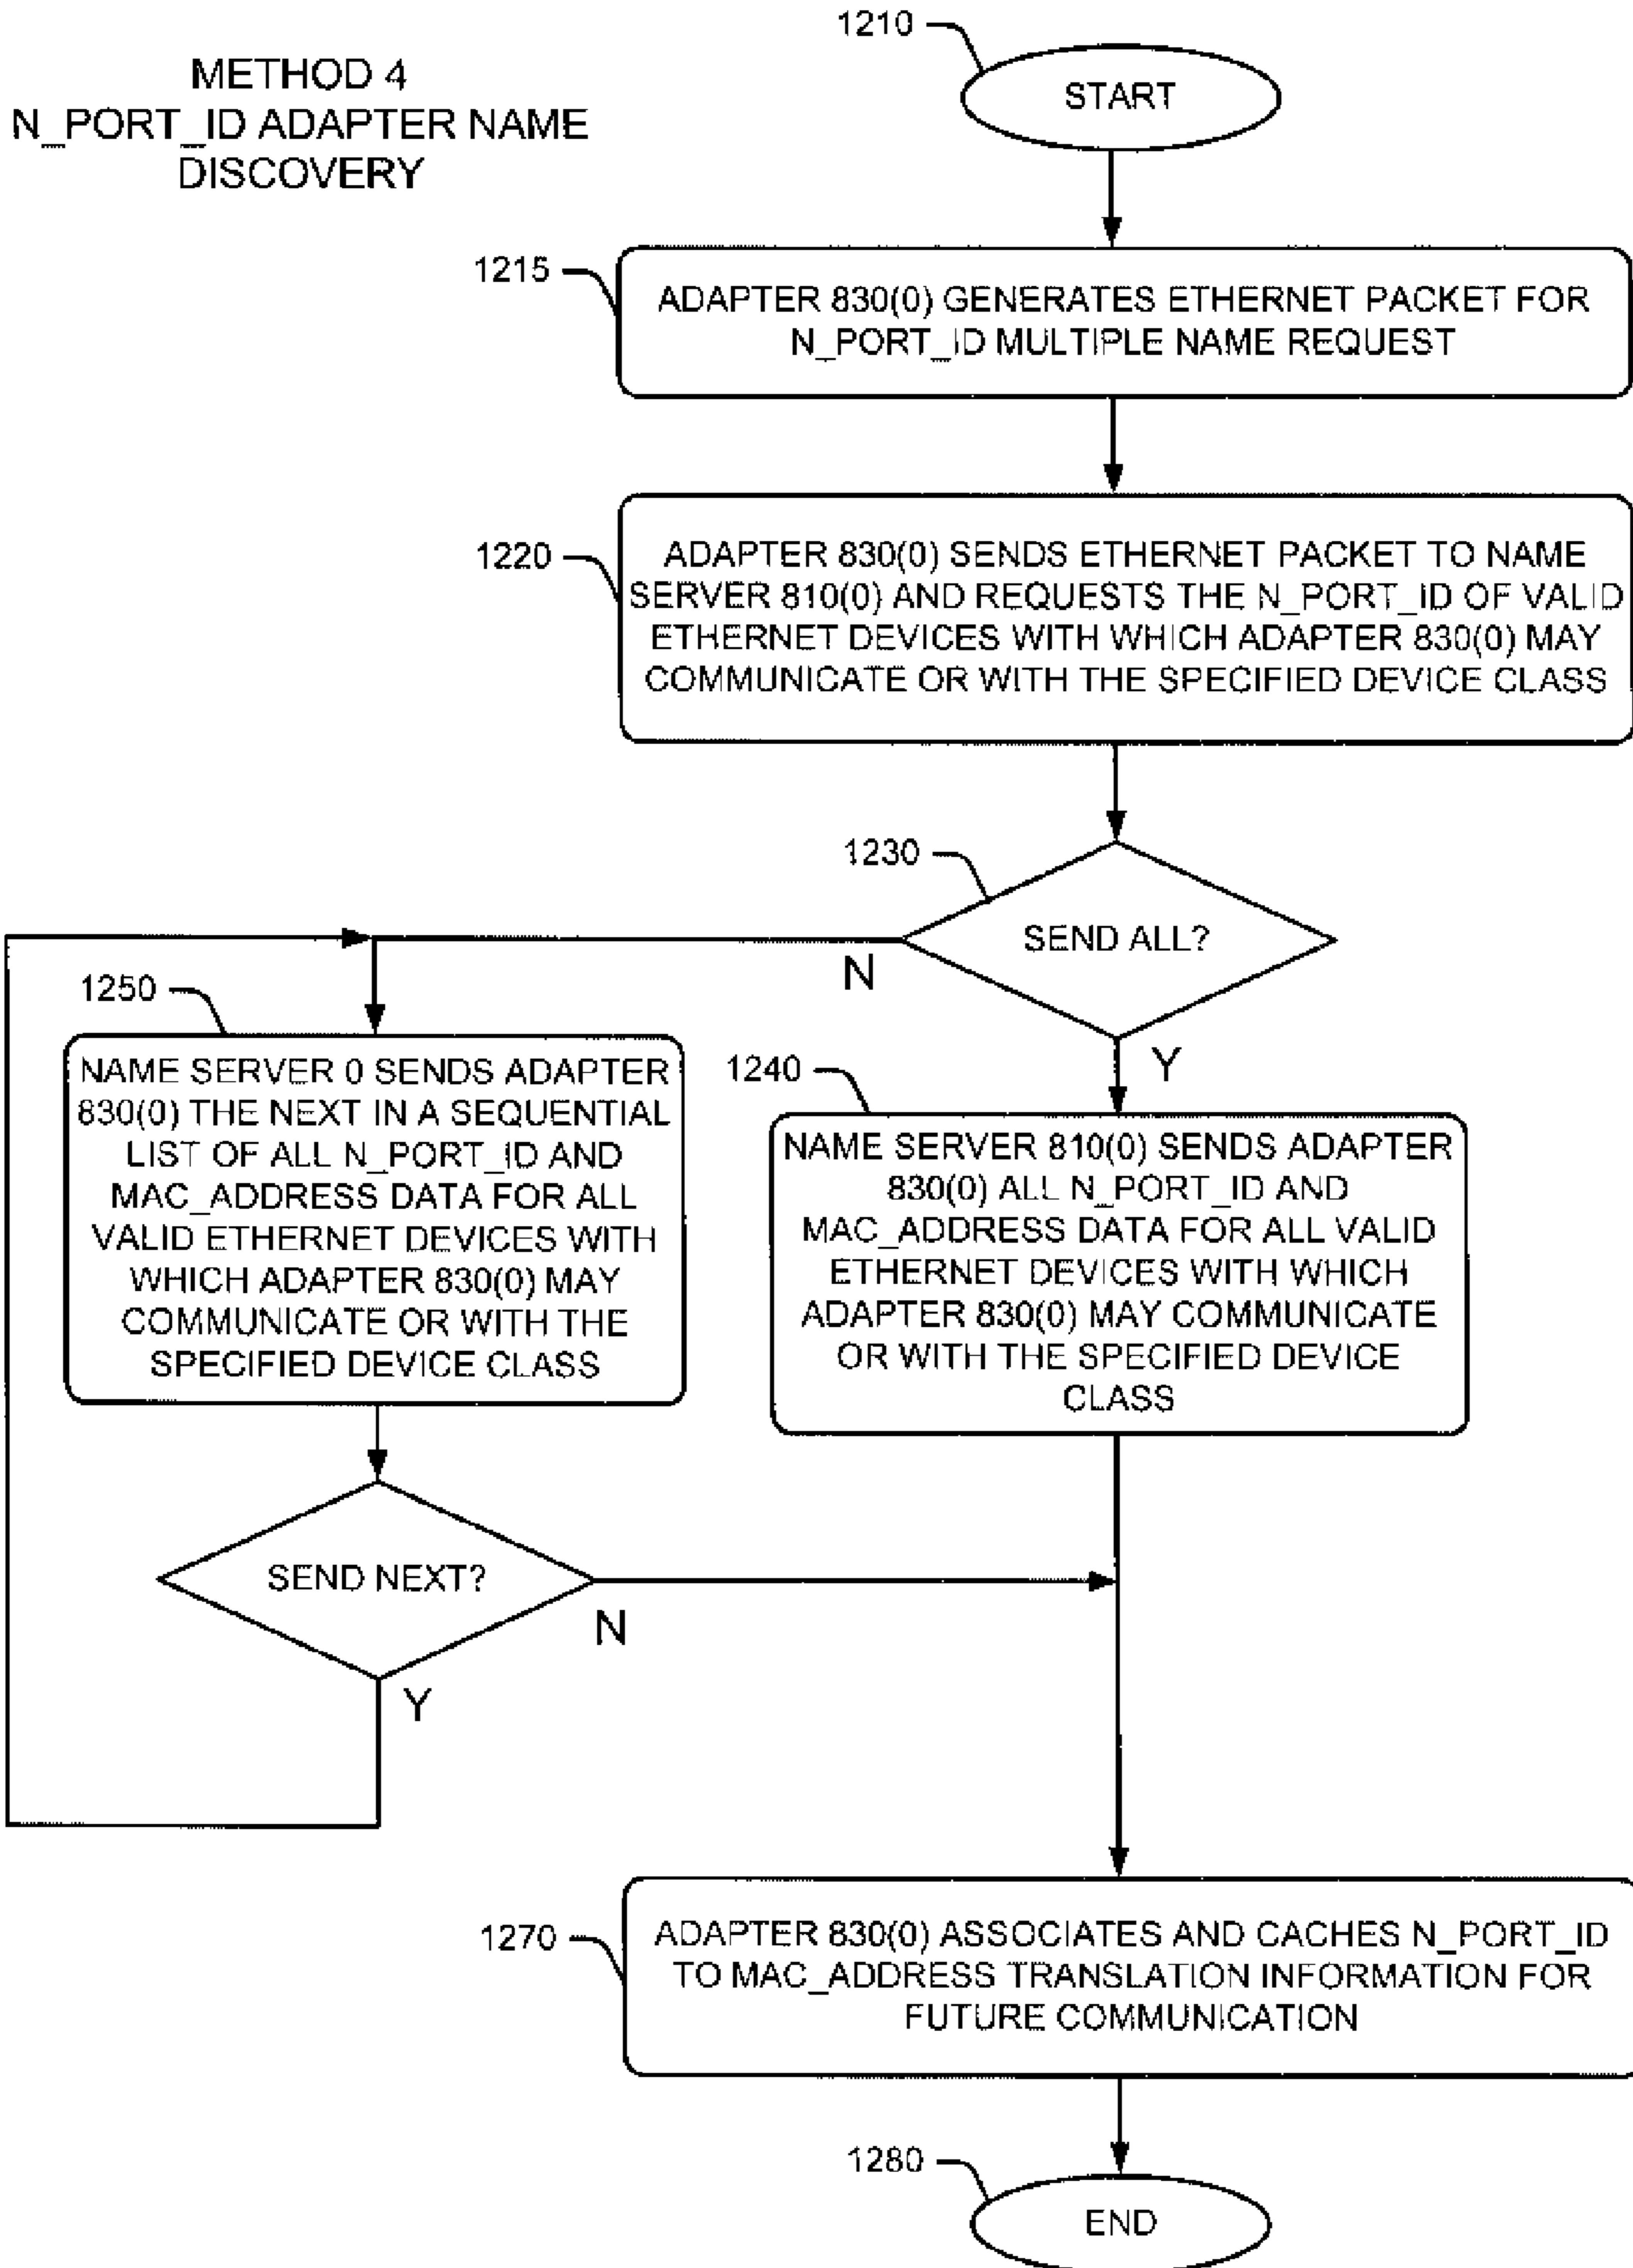 METHOD 4
N_PORT_ID ADAPTER NAME
DISCOVERY
1210
START
1215
ADAPTER 830(0) GENERATES ETHERNET PACKET FOR
N_PORT_ID MULTIPLE NAME REQUEST
1220
ADAPTER 830(0) SENDS ETHERNET PACKET TO NAME
SERVER 810(0) AND REQUESTS THE N_PORT_ID OF VALID
ETHERNET DEVICES WITH WHICH ADAPTER 830(0) MAY
COMMUNICATE OR WITH THE SPECIFIED DEVICE CLASS
1230
SEND ALL?
N
Y
1250
NAME SERVER 0 SENDS ADAPTER
830(0) THE NEXT IN A SEQUENTIAL
LIST OF ALL N_PORT_ID AND
MAC_ADDRESS DATA FOR ALL
VALID ETHERNET DEVICES WITH
WHICH ADAPTER 830(0) MAY
COMMUNICATE OR WITH THE
SPECIFIED DEVICE CLASS
1240
NAME SERVER 810(0) SENDS ADAPTER
830(0) ALL N_PORT_ID AND
MAC_ADDRESS DATA FOR ALL VALID
ETHERNET DEVICES WITH WHICH
ADAPTER 830(0) MAY COMMUNICATE
OR WITH THE SPECIFIED DEVICE
CLASS
SEND NEXT?
N
Y
1270
ADAPTER 830(0) ASSOCIATES AND CACHES N_PORT_ID
TO MAC_ADDRESS TRANSLATION INFORMATION FOR
FUTURE COMMUNICATION
1280
END